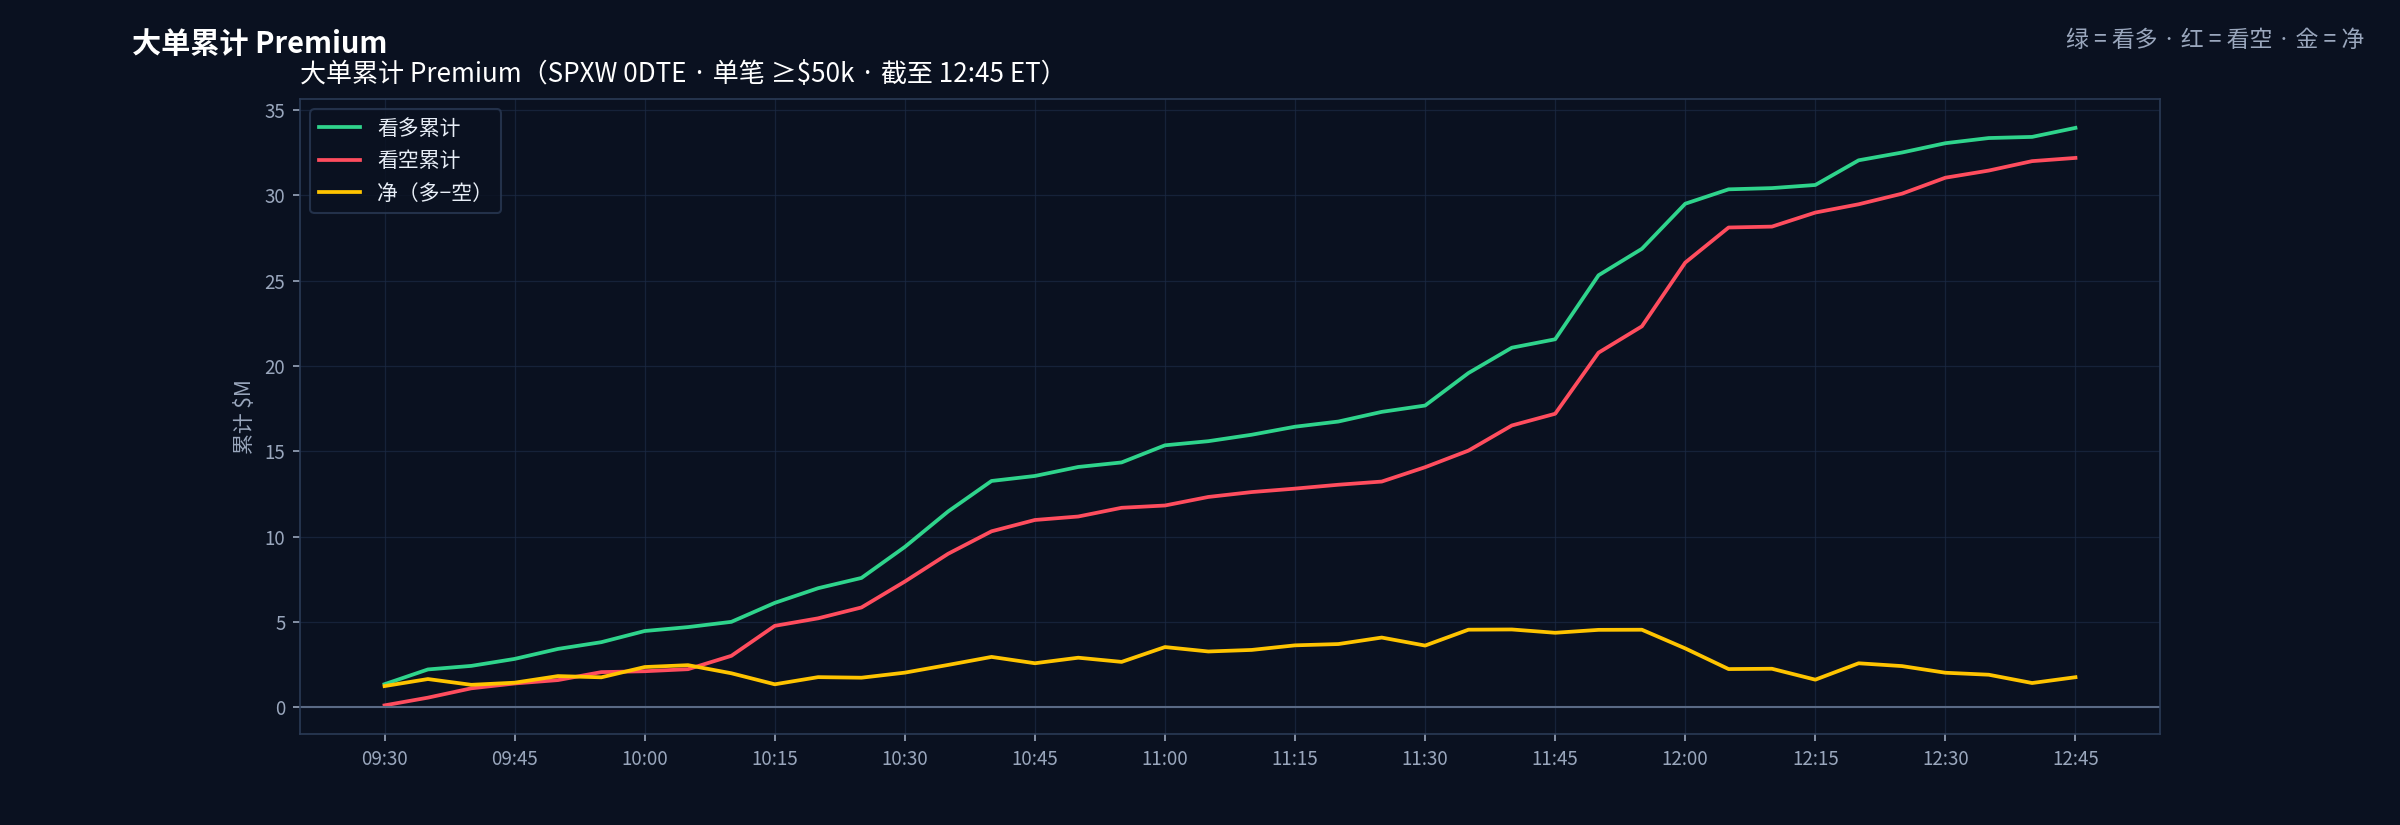 大单累计 Premium
绿 = 看多 · 红 = 看空 · 金 = 净
大单累计 Premium（SPXW 0DTE · 单笔 ≥$50k · 截至 12:45 ET）
看多累计
看空累计
净（多−空）
累计 $M
35
30
25
20
15
10
5
0
09:30 09:45 10:00 10:15 10:30 10:45 11:00 11:15 11:30 11:45 12:00 12:15 12:30 12:45